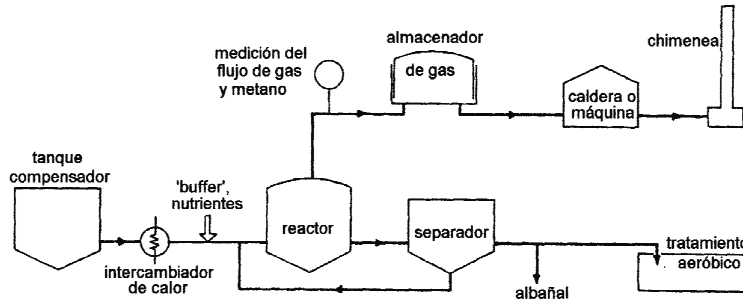 medición del
flujo de gas
y metano
almacenador
de gas
chimenea
caldera o
máquina
tanque
compensador
'buffer',
nutrientes
intercambiador
de calor
reactor
separador
albañal
tratamiento
aeróbico